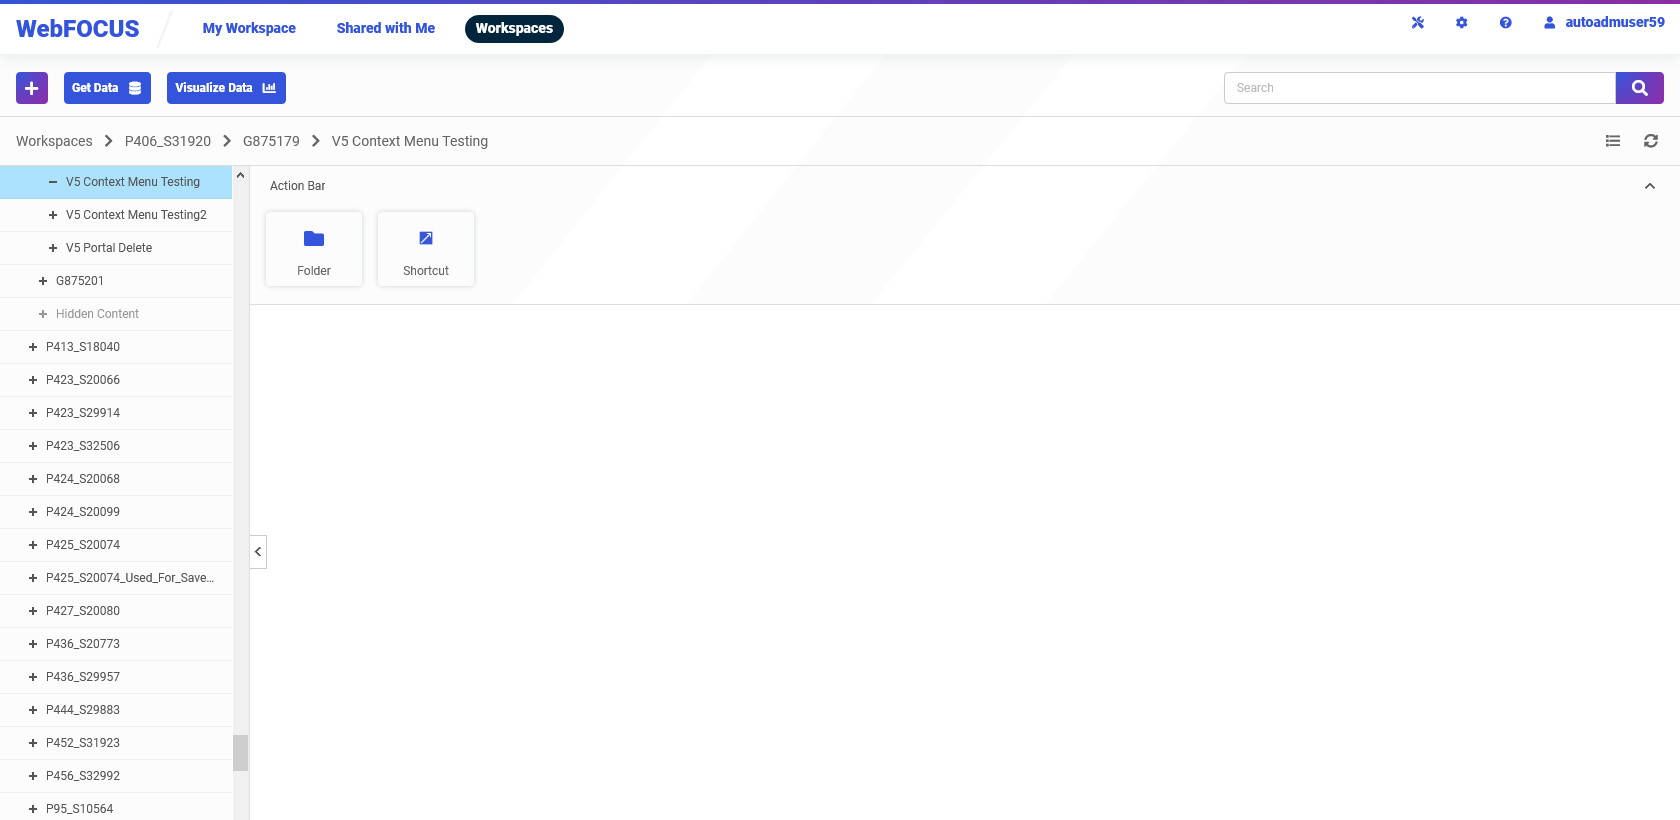 WebFOCUS
My Workspace
Shared with Me
Workspaces
autoadmuser59
Get Data
Visualize Data
Search
Workspaces
P406_S31920
G875179
V5 Context Menu Testing
V5 Context Menu Testing
V5 Context Menu Testing2
V5 Portal Delete
G875201
Hidden Content
P413_S18040
P423_S20066
P423_S29914
P423_S32506
P424_S20068
P424_S20099
P425_S20074
P425_S20074_Used_For_Save...
P427_S20080
P436_S20773
P436_S29957
P444_S29883
P452_S31923
P456_S32992
P95_S10564
Action Bar
Folder
Shortcut